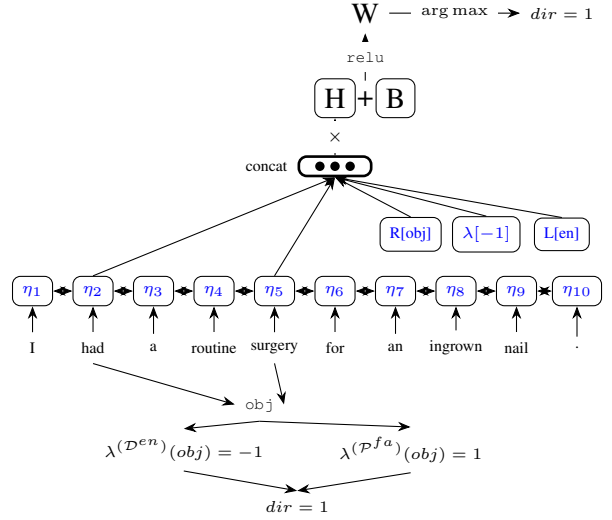 W arg max dir = 1
relu
H + B
×
concat
R[obj] λ[−1] L[en]
η1 η2 η3 η4 η5 η6 η7 η8 η9 η10
I had a routine surgery for an ingrown nail .
obj
λ^(𝒟^en)(obj) = −1 λ^(𝒫^fa)(obj) = 1
dir = 1